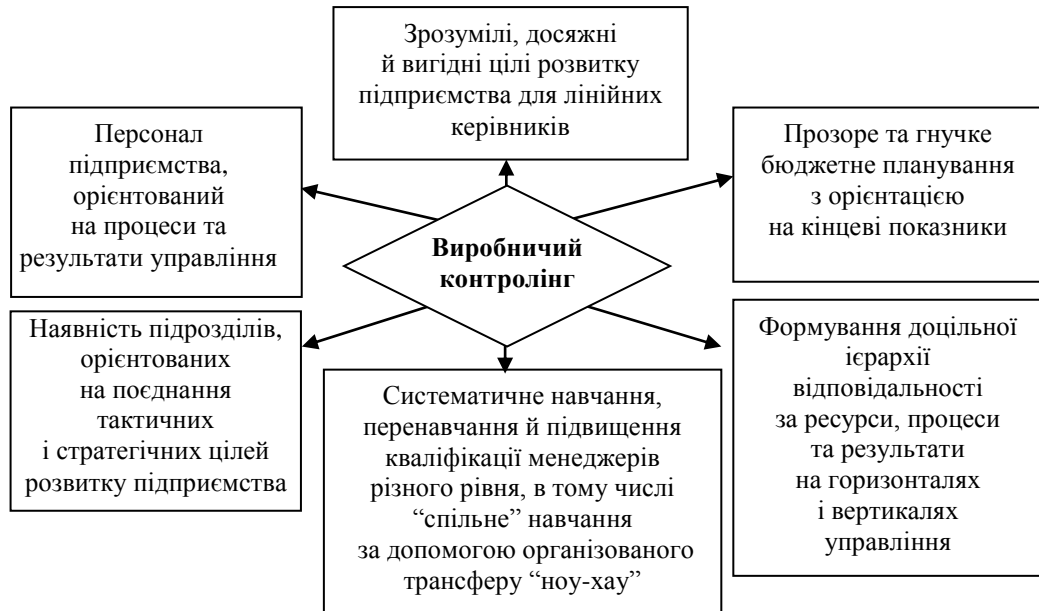 Зрозумілі, досяжні
й вигідні цілі розвитку
підприємства для лінійних
керівників
Персонал
підприємства,
орієнтований
на процеси та
результати управління
Прозоре та гнучке
бюджетне планування
з орієнтацією
на кінцеві показники
Виробничий
контролінг
Наявність підрозділів,
орієнтованих
на поєднання
тактичних
і стратегічних цілей
розвитку підприємства
Систематичне навчання,
перенавчання й підвищення
кваліфікації менеджерів
різного рівня, в тому числі
“спільне” навчання
за допомогою організованого
трансферу “ноу-хау”
Формування доцільної
ієрархії
відповідальності
за ресурси, процеси
та результати
на горизонталях
і вертикалях
управління